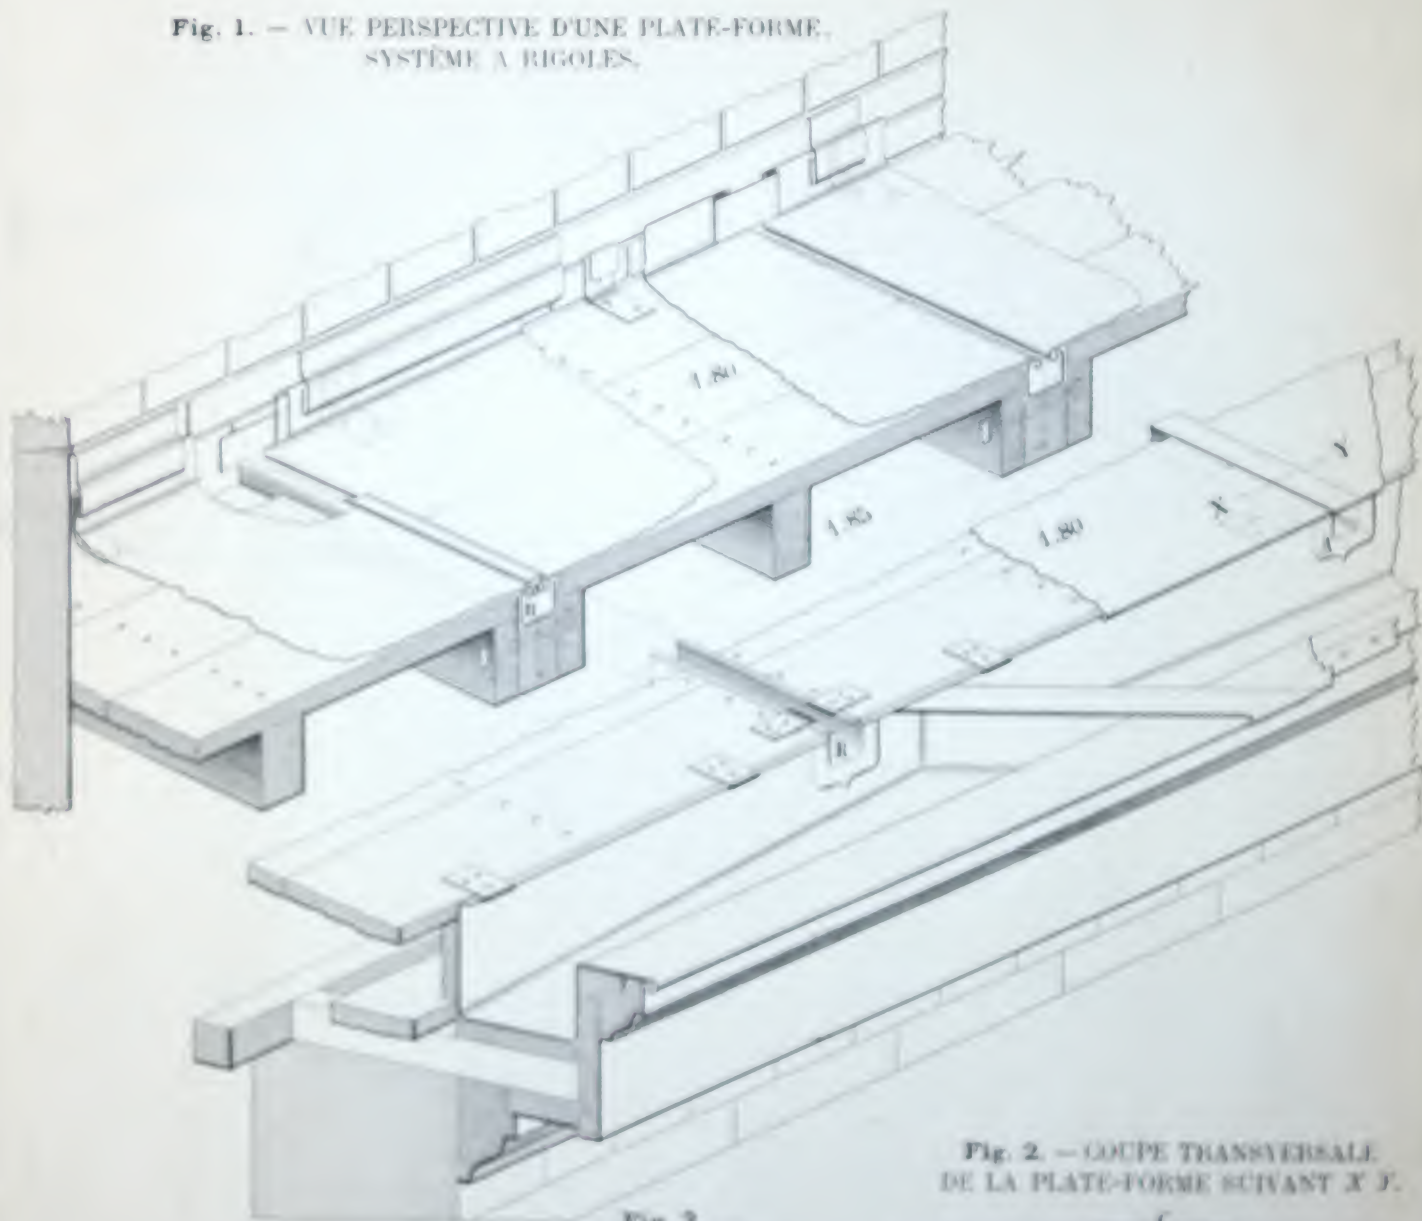 Fig. 1. — VUE PERSPECTIVE D'UNE PLATE-FORME.
SYSTÈME A RIGOLES.
1.80
1.85
1.80
X
Y
R
R
Fig. 2. — COUPE TRANSVERSALE
DE LA PLATE-FORME SUIVANT X Y.
Fig.